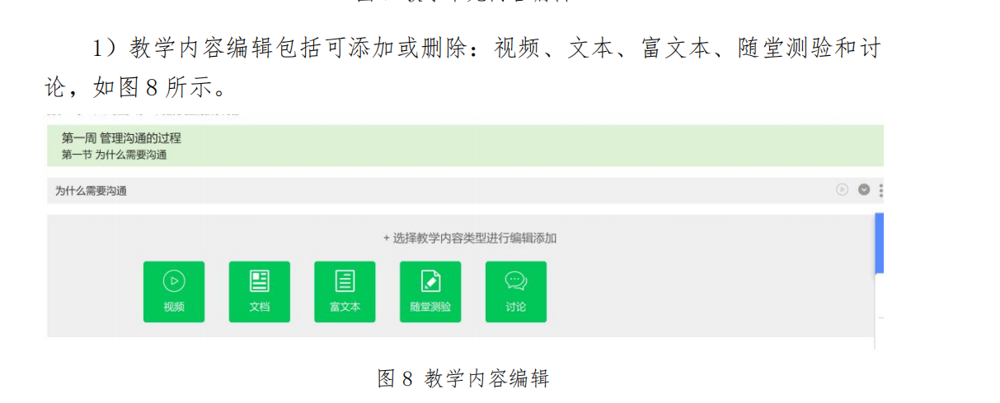 1）教学内容编辑包括可添加或删除：视频、文本、富文本、随堂测验和讨
论，如图 8 所示。
第一周 管理沟通的过程
第一节 为什么需要沟通
为什么需要沟通
+ 选择教学内容类型进行编辑添加
视频 文档 富文本 随堂测验 讨论
图 8 教学内容编辑